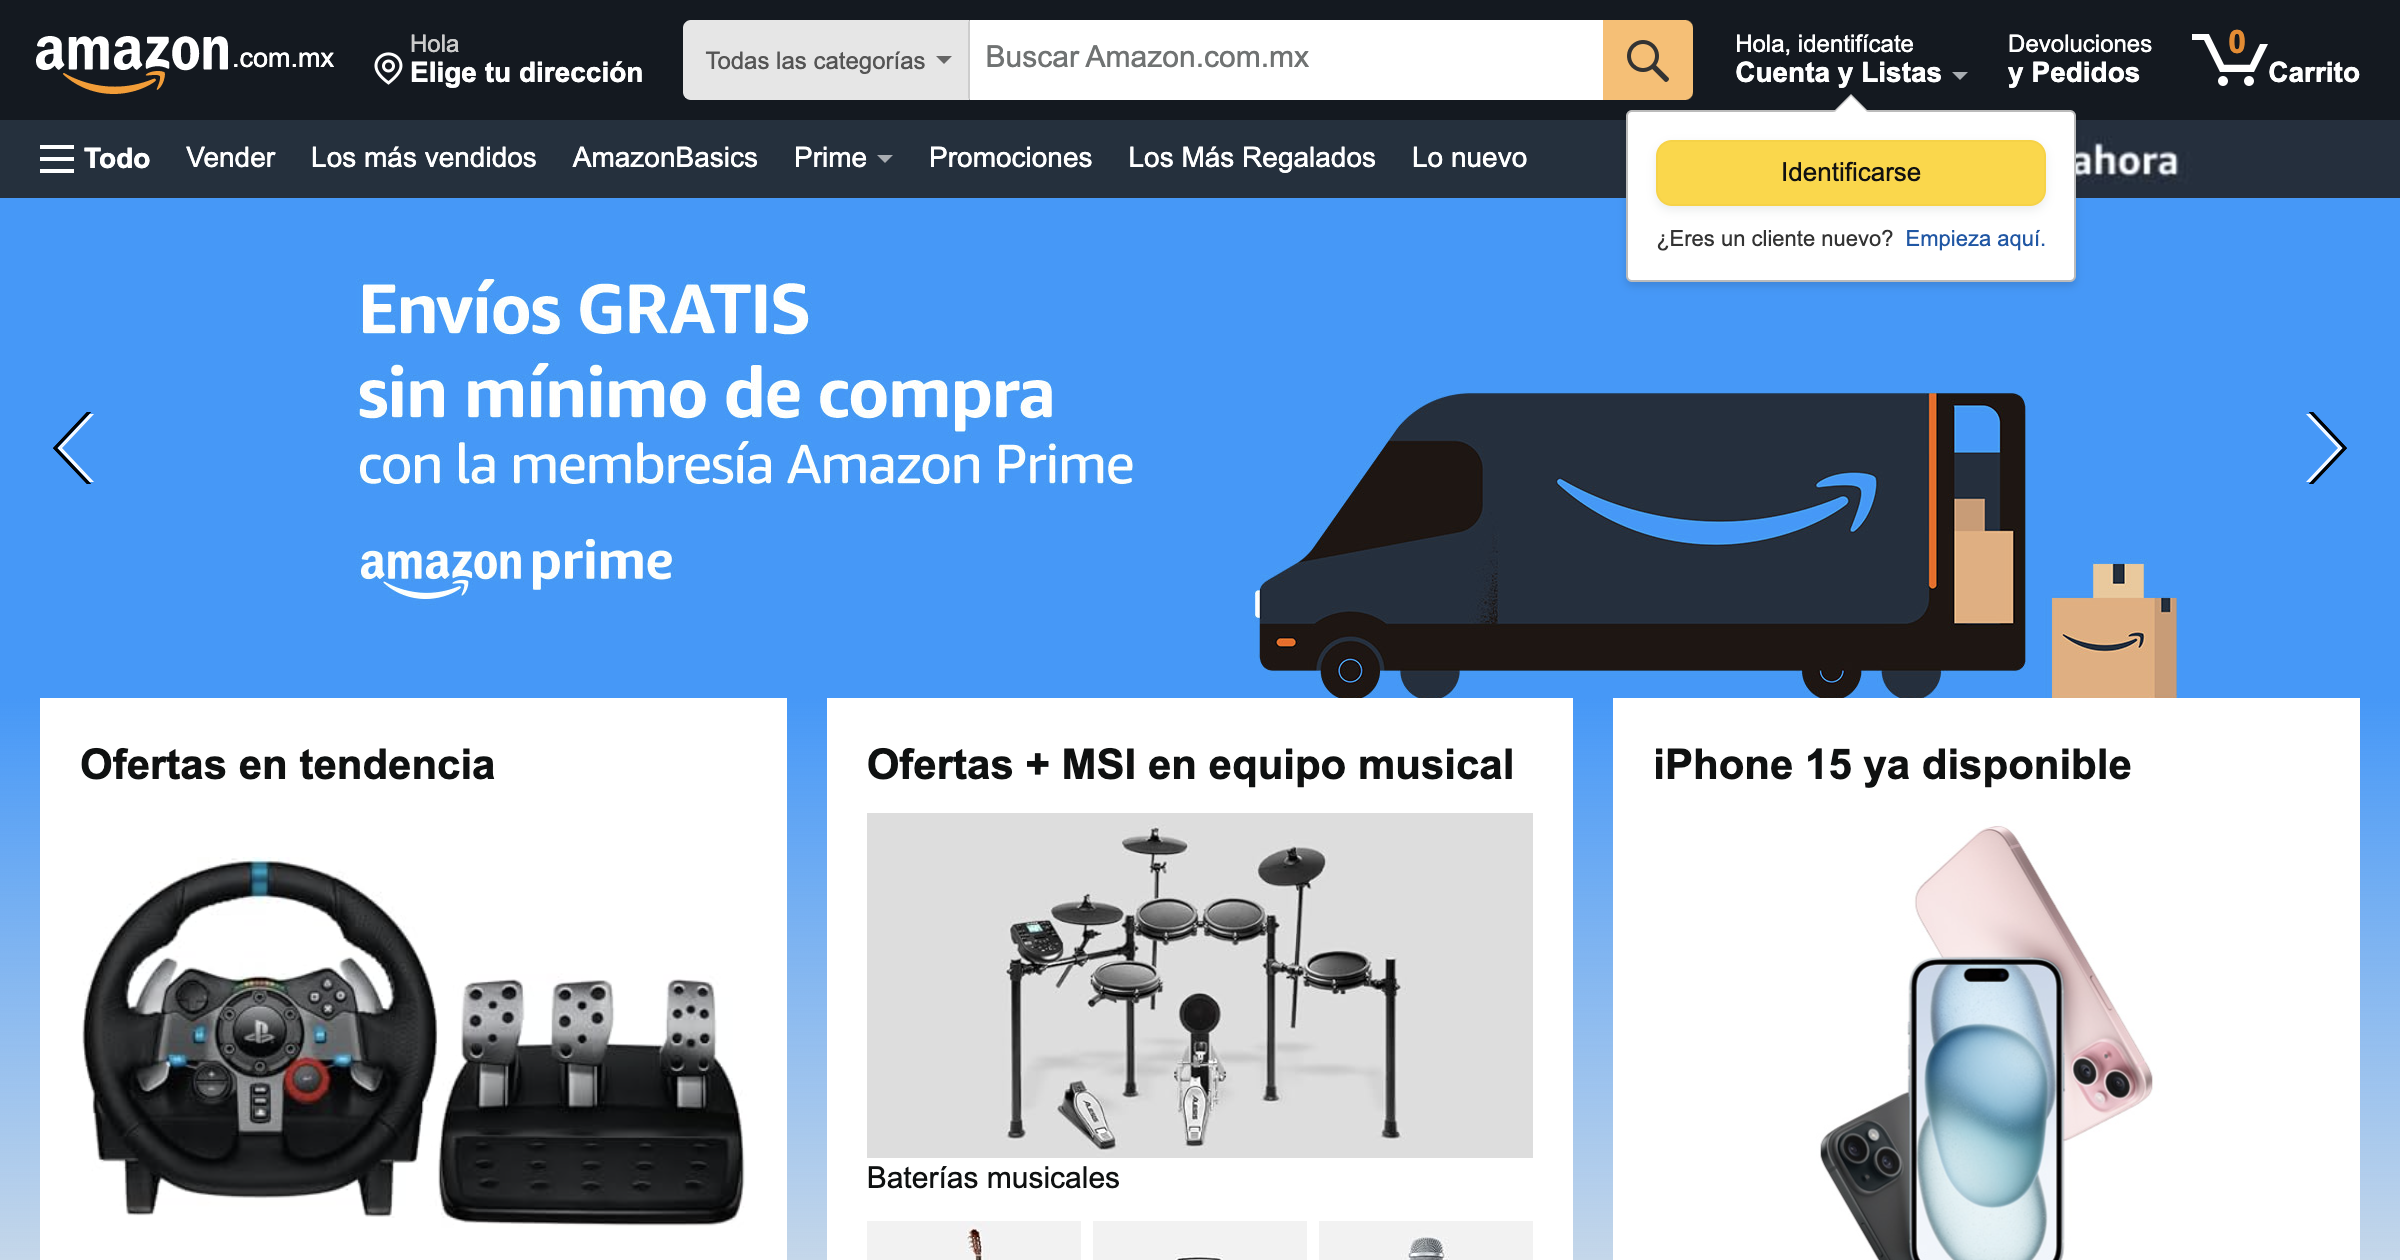 amazon.com.mx
Hola
Elige tu dirección
Todas las categorías
Buscar Amazon.com.mx
Hola, identifícate
Cuenta y Listas
Devoluciones
y Pedidos
0
Carrito
Todo
Vender
Los más vendidos
AmazonBasics
Prime
Promociones
Los Más Regalados
Lo nuevo
ahora
Identificarse
¿Eres un cliente nuevo? Empieza aquí.
Envíos GRATIS
sin mínimo de compra
con la membresía Amazon Prime
amazon prime
Ofertas en tendencia
Ofertas + MSI en equipo musical
ALESIS
ALESIS
Baterías musicales
iPhone 15 ya disponible